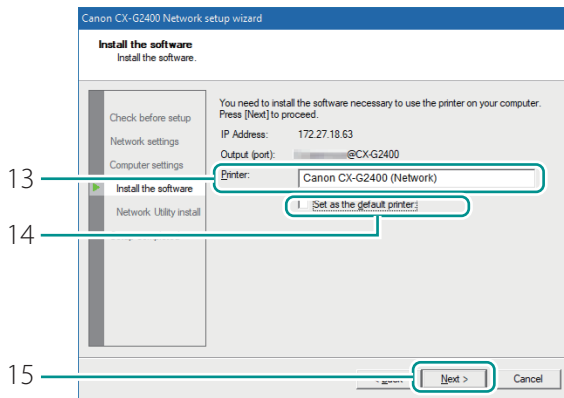 Canon CX-G2400 Network setup wizard
Install the software
Install the software.
Check before setup
Network settings
Computer settings
Install the software
Network Utility install
You need to install the software necessary to use the printer on your computer.
Press [Next] to proceed.
IP Address: 172.27.18.63
Output (port): @CX-G2400
13
Printer: Canon CX-G2400 (Network)
Set as the default printer.
14
15
Next > Cancel